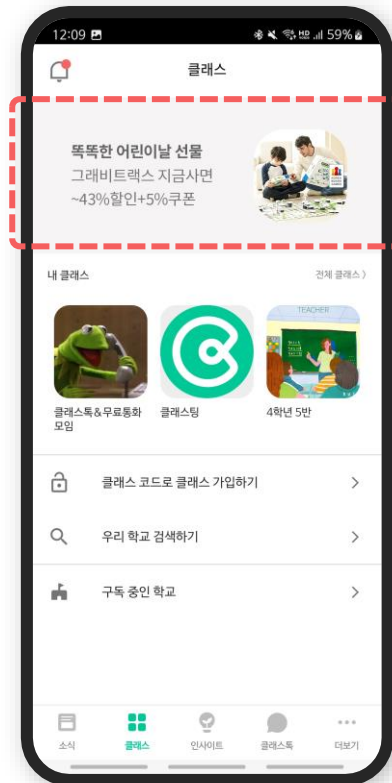 12:09
59%
클래스
똑똑한 어린이날 선물
그래비트랙스 지금사면
~43%할인+5%쿠폰
내 클래스
전체 클래스 >
TEACHER
클래스톡&무료통화
모임
클래스팅
4학년 5반
클래스 코드로 클래스 가입하기
우리 학교 검색하기
구독 중인 학교
소식
클래스
인사이트
클래스톡
더보기